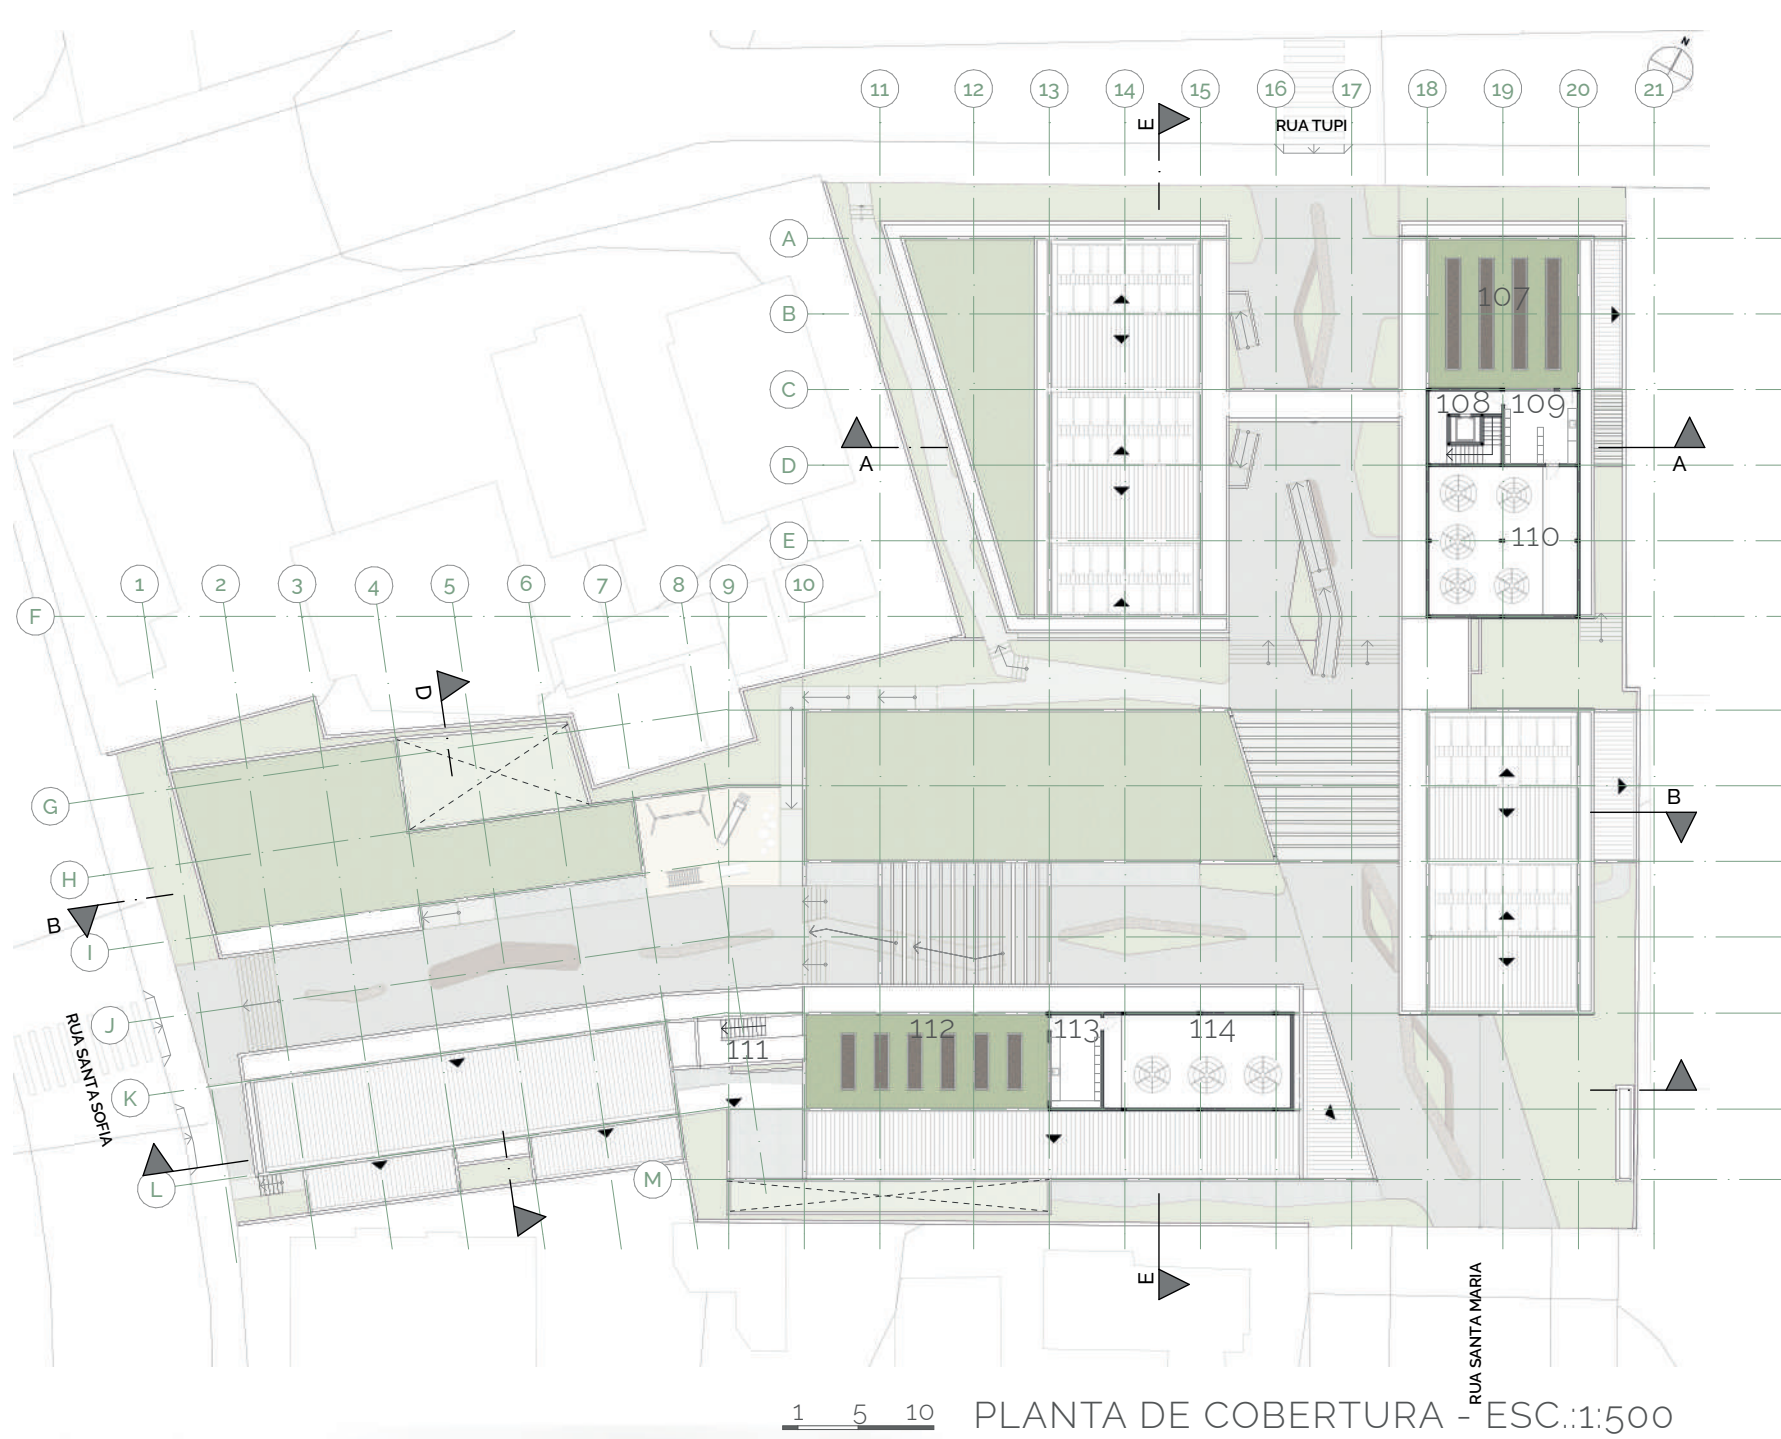 N
11 12 13 14 15 16 17 18 19 20 21
E
RUA TUPI
A
B
107
C
108 109
D
A
A
E
110
1 2 3 4 5 6 7 8 9 10
F
D
G
B
H
B
I
J
RUA SANTA SOFIA
112 113 114
111
K
L
M
E
RUA SANTA MARIA
1 5 10
PLANTA DE COBERTURA - ESC.:1:500